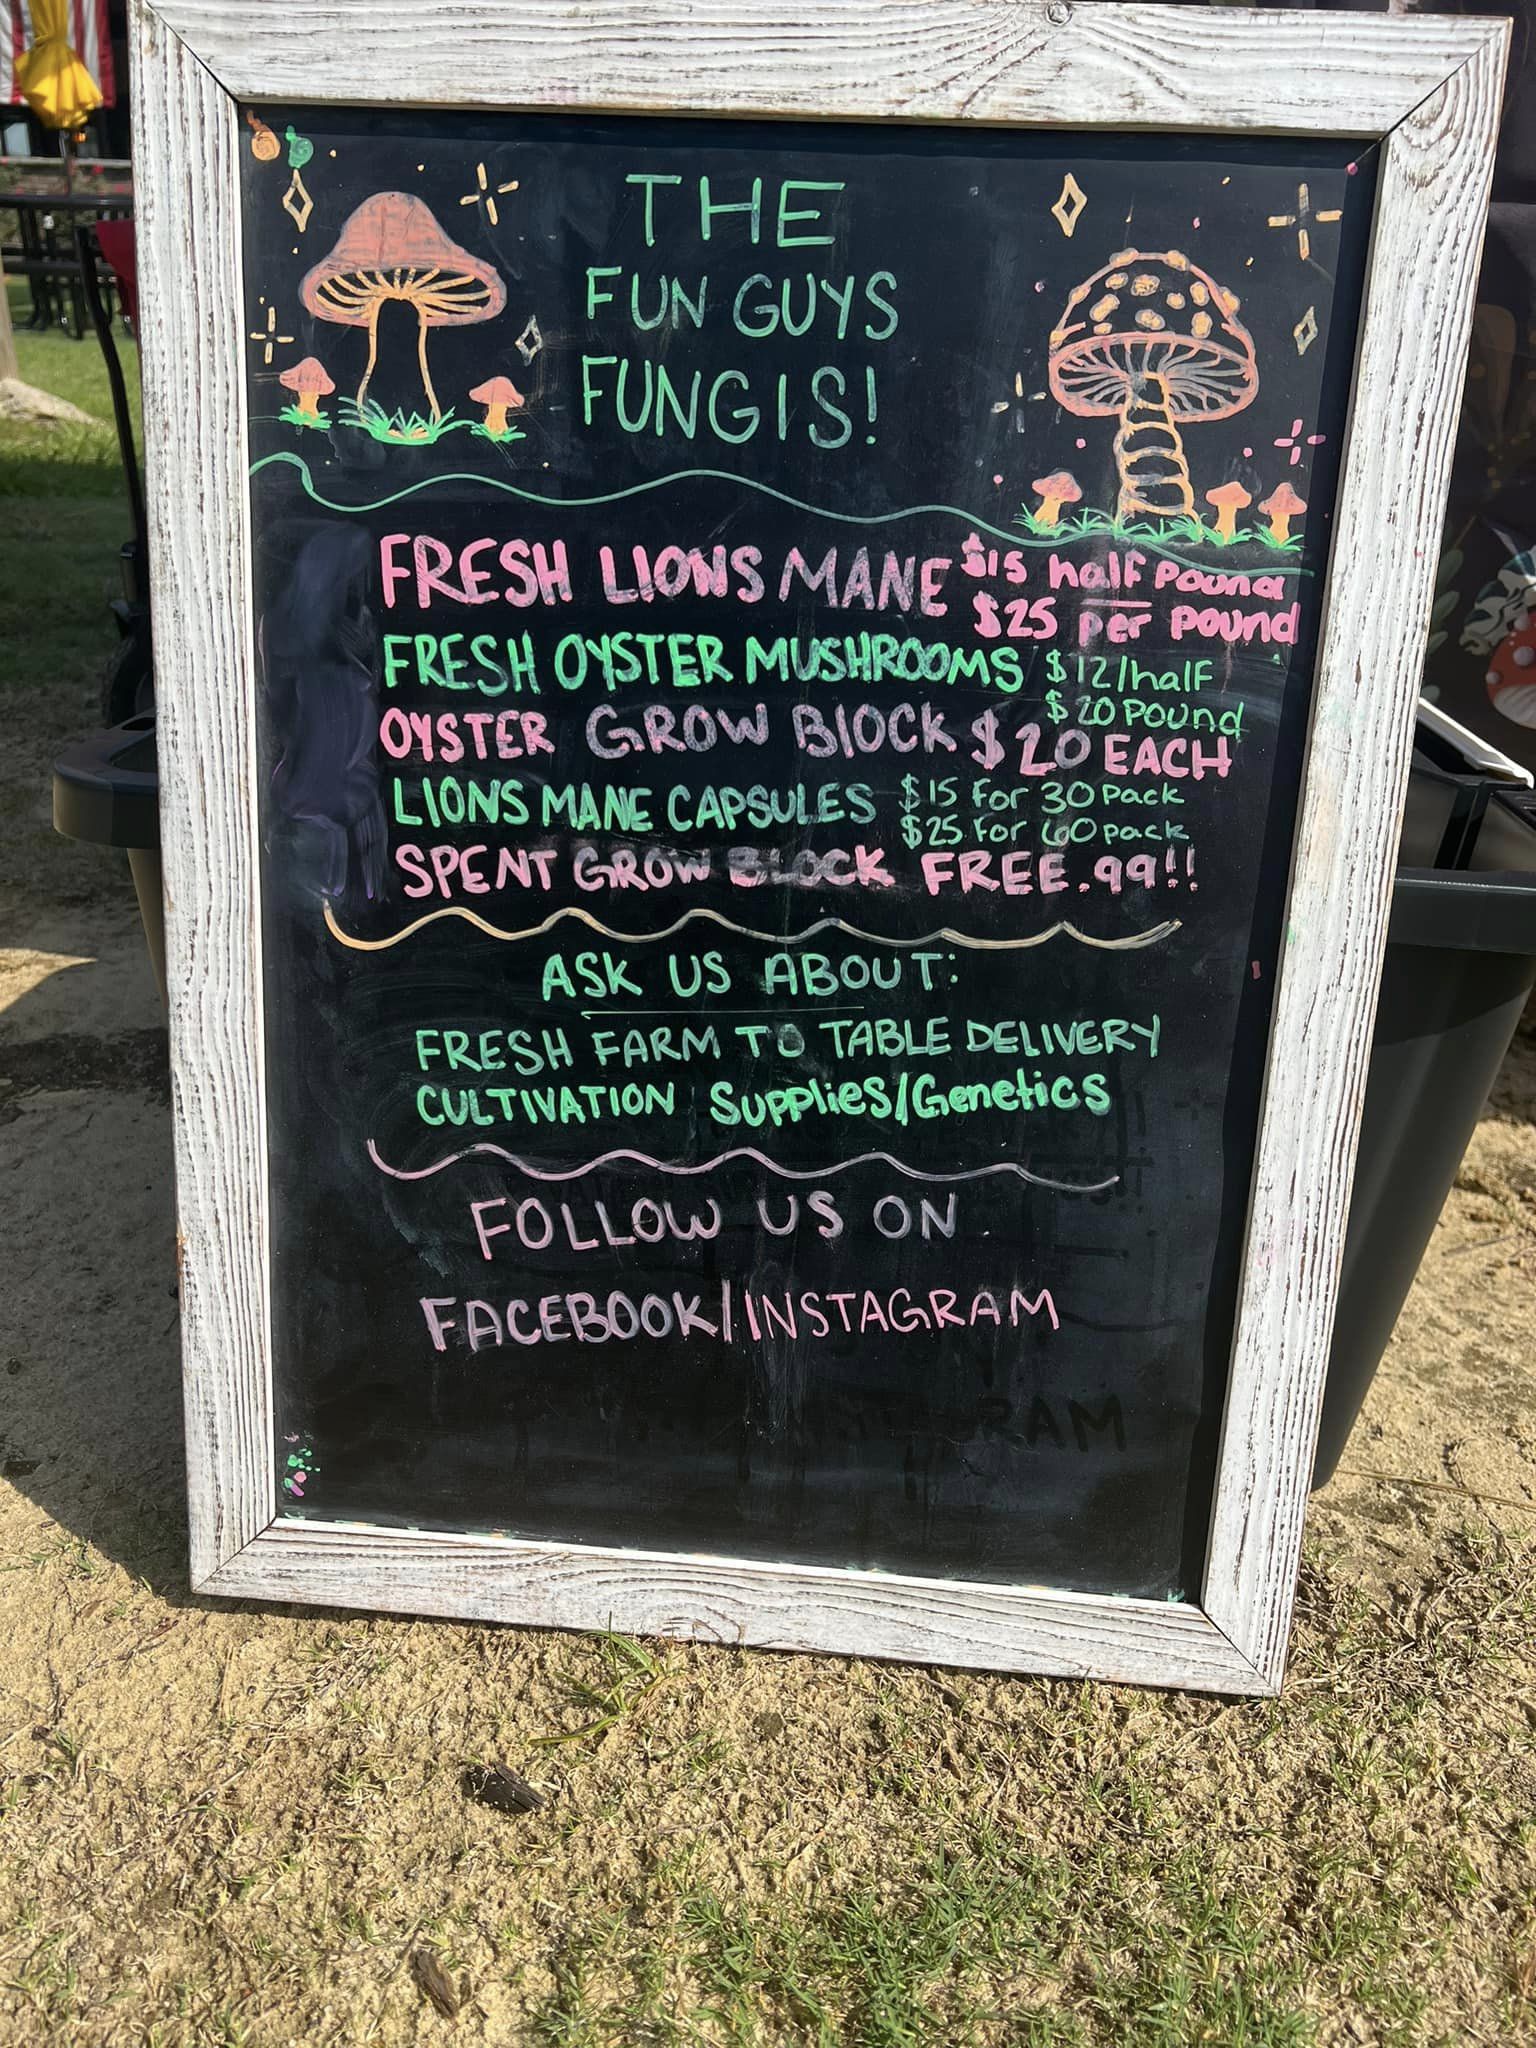 THE
FUN GUYS
FUNGIS!
FRESH LIONS MANE $15 half pound
$25 per pound
FRESH OYSTER MUSHROOMS $12/half
$20 pound
OYSTER GROW BlOCK $20 EACH
LIONS MANE CAPSULES $15 for 30 pack
$25 for 60 pack
SPENT GROW BLOCK FREE.99!!
ASK US ABOUT:
FRESH FARM TO TABLE DELIVERY
CULTIVATION Supplies/Genetics
FOLLOW US ON
FACEBOOK/INSTAGRAM
RAM